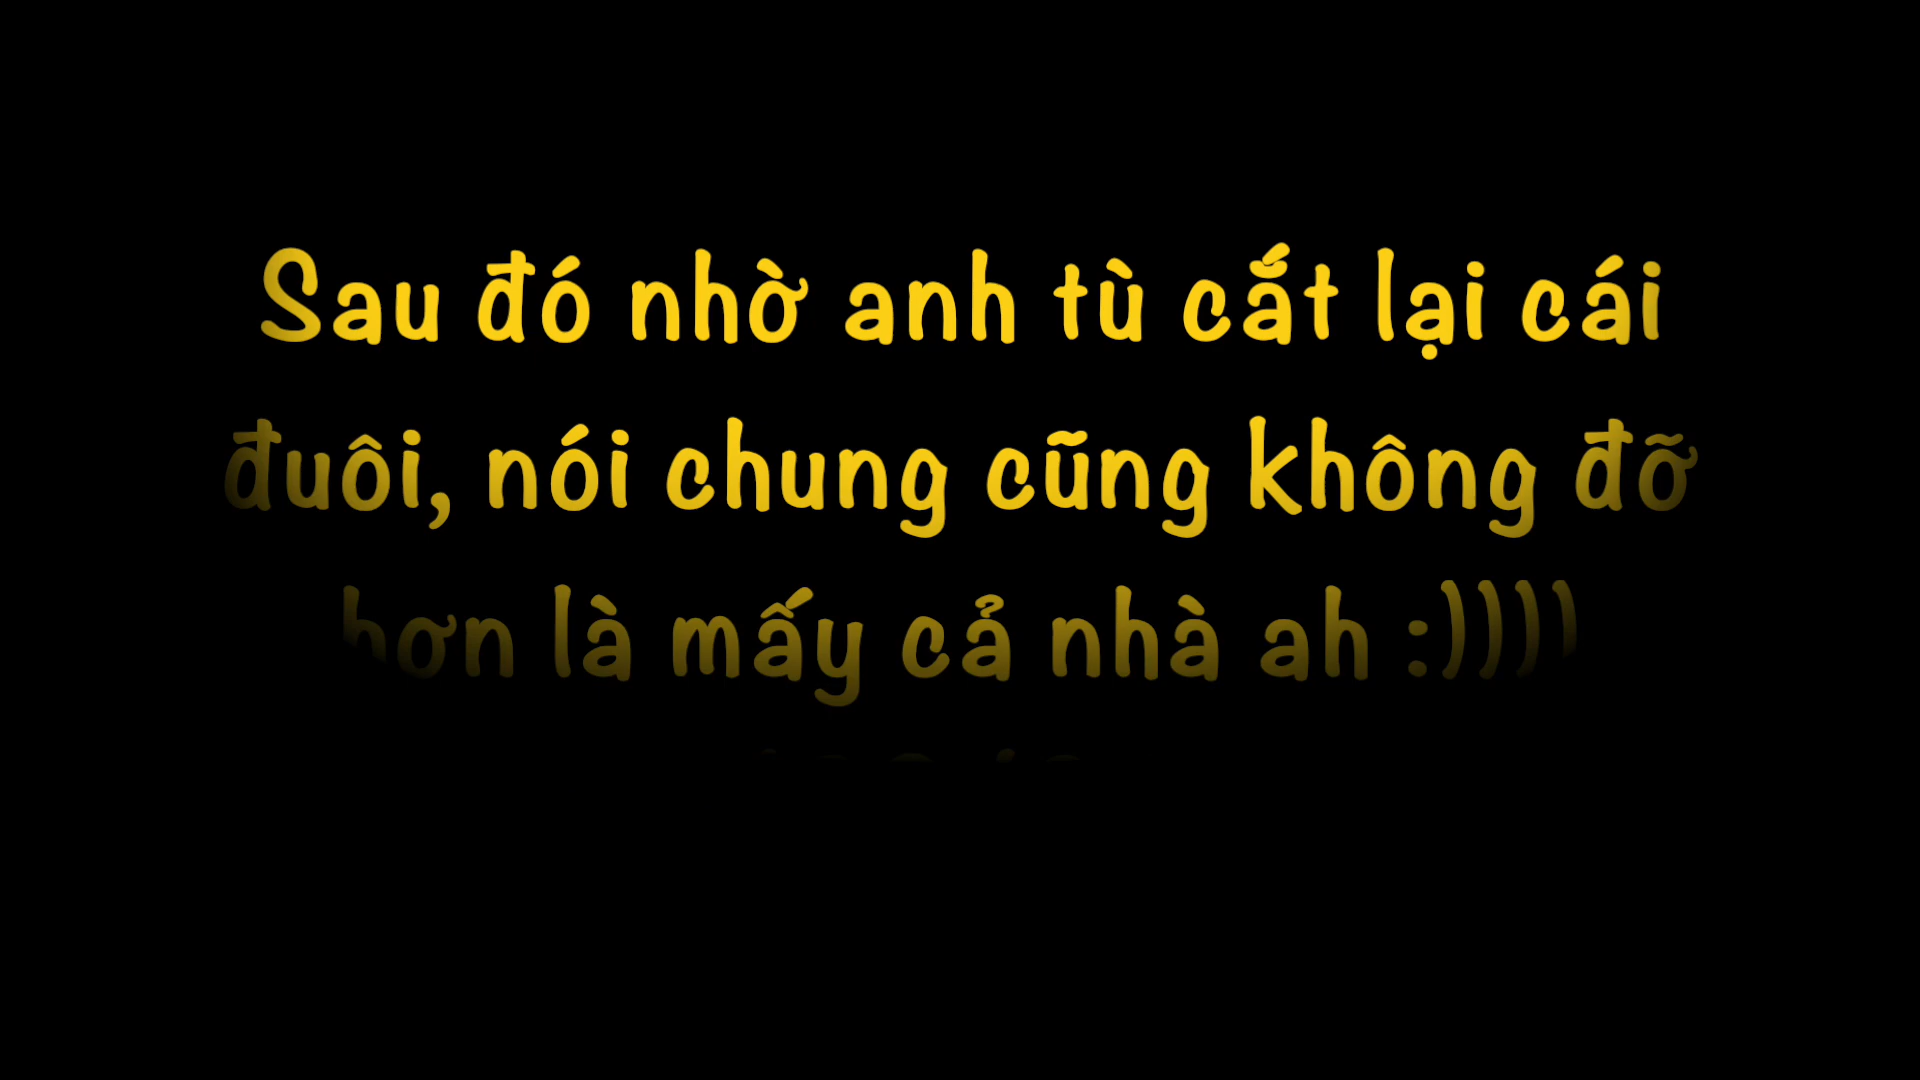 Sau đó nhờ anh tù cắt lại cái
đuôi, nói chung cũng không đỡ
hơn là mấy cả nhà ah :))))